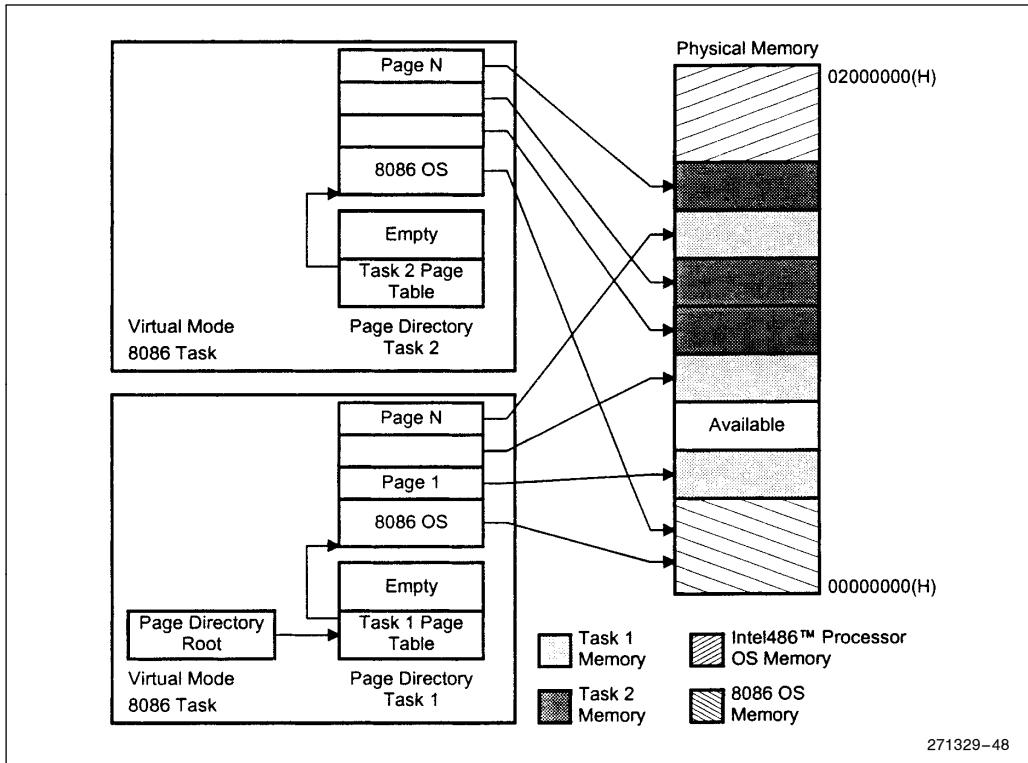 Page N
8086 OS
Empty
Task 2 Page
Table
Virtual Mode
8086 Task
Page Directory
Task 2
Page N
Page 1
8086 OS
Empty
Task 1 Page
Table
Page Directory
Root
Virtual Mode
8086 Task
Page Directory
Task 1
Physical Memory
02000000(H)
Available
00000000(H)
Task 1
Memory
Intel486™ Processor
OS Memory
Task 2
Memory
8086 OS
Memory
271329–48